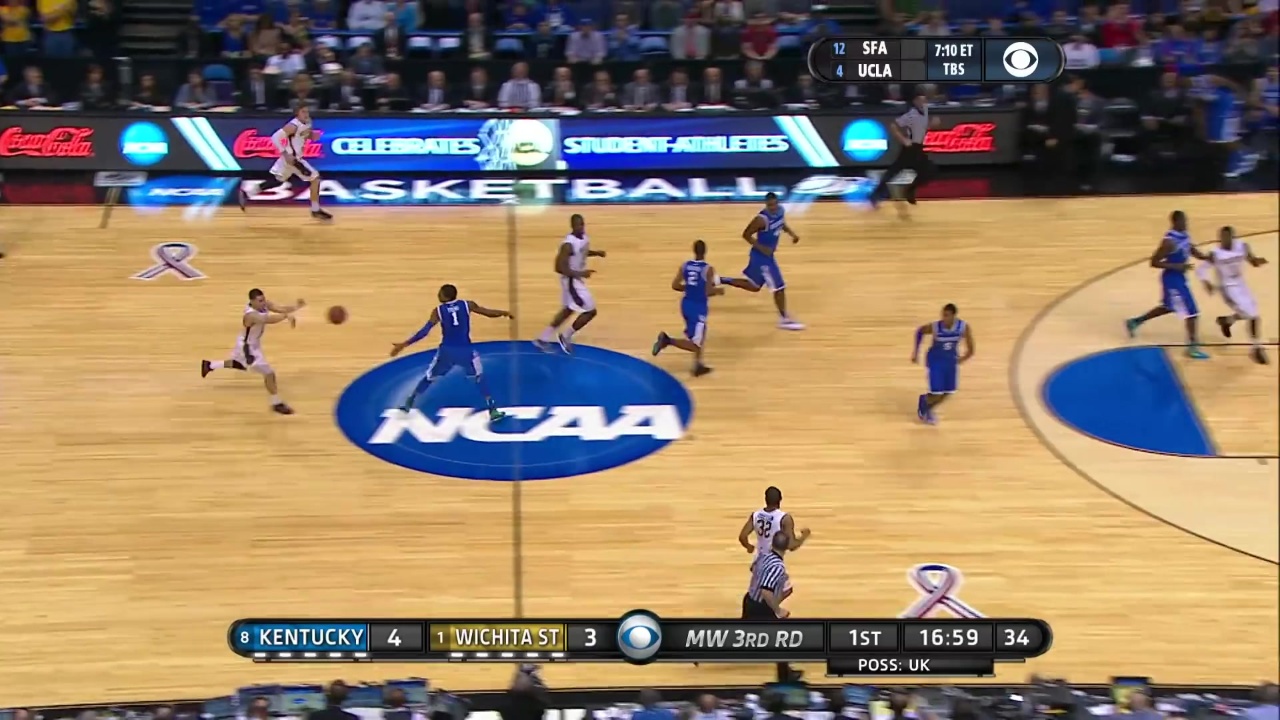 12 SFA 7:10 ET
4 UCLA TBS
Coca-Cola Coca-Cola CELEBRATES STUDENT-ATHLETES Coca-Cola
NCAA BASKETBALL
1
2
NCAA
32
8 KENTUCKY 4 1 WICHITA ST 3 MW 3RD RD 1ST 16:59 34
POSS: UK